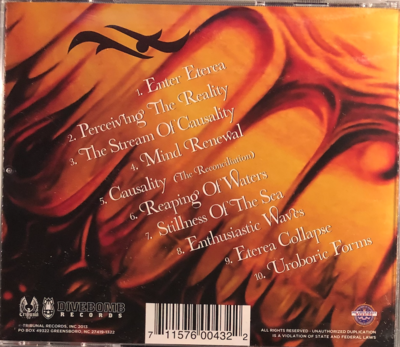 1. Enter Eterea
2. Perceiving The Reality
3. The Stream Of Causality
4. Mind Renewal
5. Causality (The Reconciliation)
6. Reaping Of Waters
7. Stillness Of The Sea
8. Enthusiastic Waves
9. Eterea Collapse
10. Uroboric Forms
DIVEBOMB
RECORDS
TRIBUNAL RECORDS, INC 2012
PO BOX 49322 GREENSBORO, NC 27419-1322
7 11576 00432 2
ALL RIGHTS RESERVED · UNAUTHORIZED DUPLICATION
IS A VIOLATION OF STATE AND FEDERAL LAWS